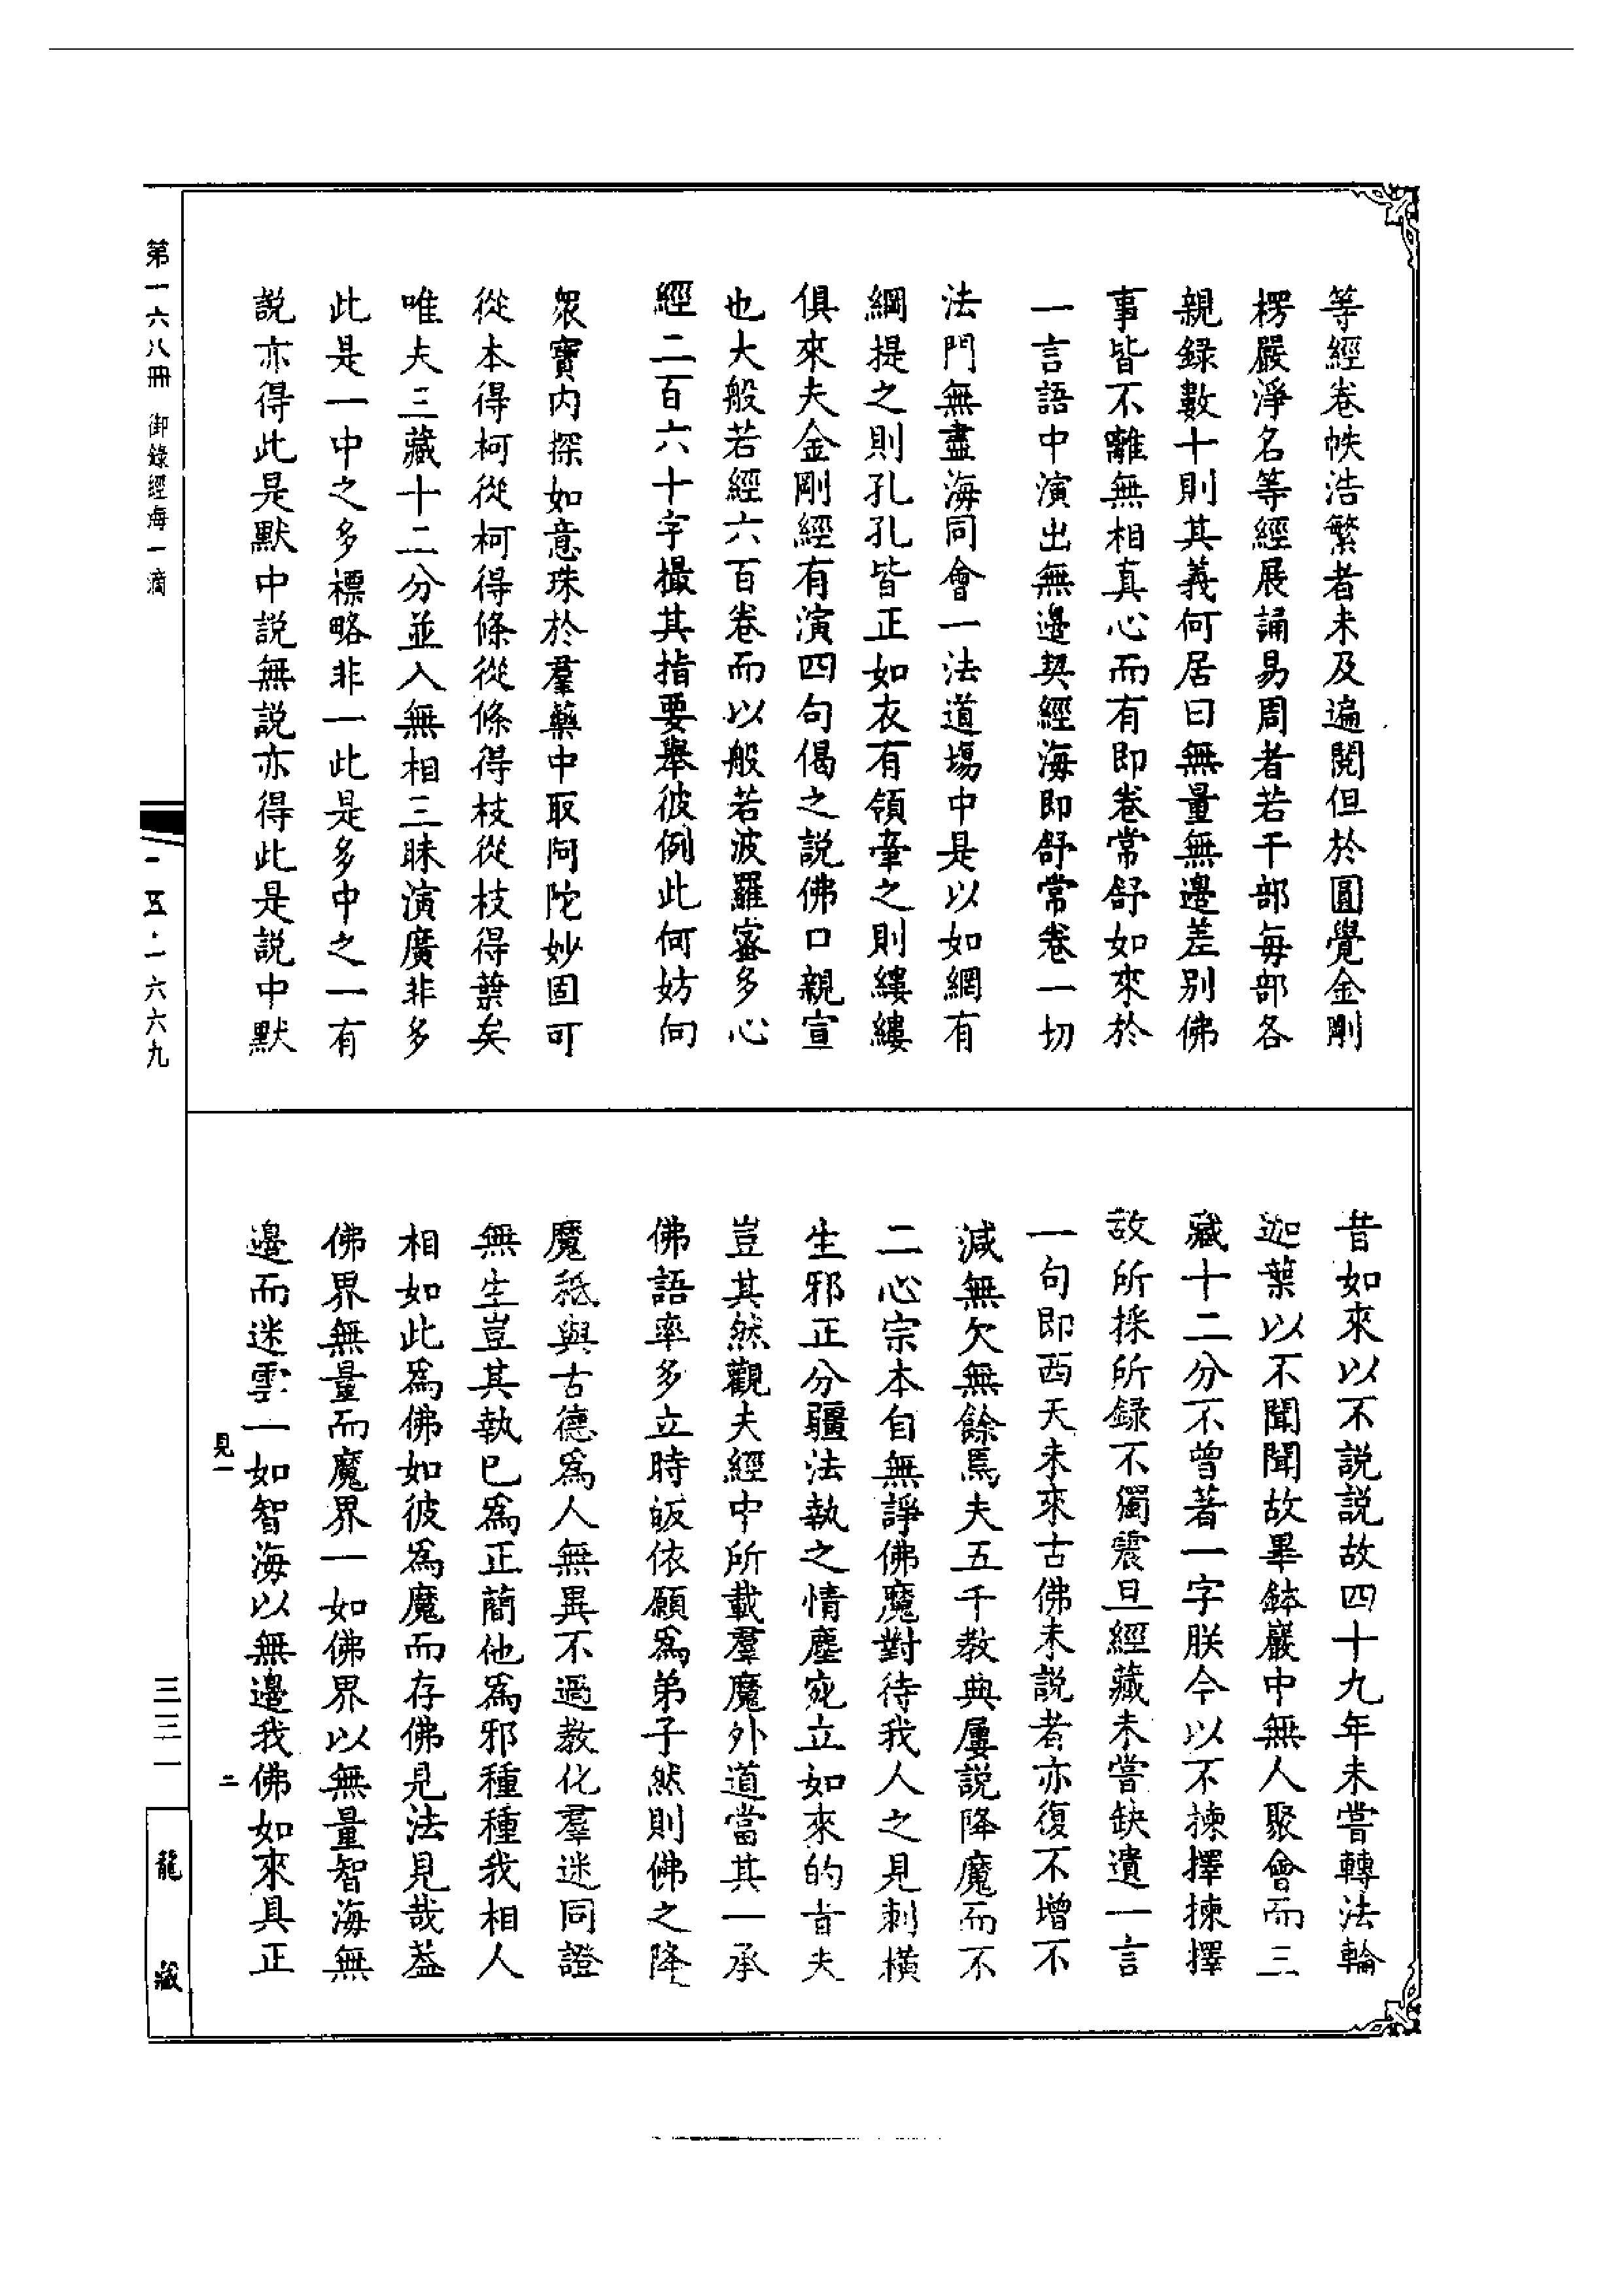 等經卷帙浩繁者未及遍閱但於圓覺金剛
楞嚴淨名等經展誦易周者若干部每部各
親録數十則其義何居曰無量無邊差别佛
事皆不離無相真心而有即卷常舒如來於
一言語中演出無邊契經海即舒常卷一切
法門無盡海同會一法道場中是以如網有
綱提之則孔孔皆正如衣有領牽之則縷縷
俱來夫金剛經有演四句偈之説佛口親宣
也大般若經六百卷而以般若波羅蜜多心
經二百六十字撮其指要舉彼例此何妨向
衆寶内探如意珠於羣藥中取阿陀妙固可
從本得柯從柯得條從條得枝從枝得葉矣
唯夫三藏十二分並入無相三昧演廣非多
此是一中之多標略非一此是多中之一有
説亦得此是默中説無説亦得此是説中默
昔如來以不説説故四十九年未嘗轉法輪
迦葉以不聞聞故畢鉢巖中無人聚會而三
藏十二分不曾著一字朕今以不揀擇揀擇
故所採所録不獨震旦經藏未嘗缺遺一言
一句即西天未來古佛未説者亦復不增不
減無欠無餘焉夫五千教典屢説降魔而不
二心宗本自無諍佛魔對待我人之見刺橫
生邪正分疆法執之情塵宛立如來的旨夫
豈其然觀夫經中所載羣魔外道當其一承
佛語率多立時皈依願爲弟子然則佛之降
魔秖與古德爲人無異不過教化羣迷同證
無生豈其執已爲正蕳他爲邪種種我相人
相如此爲佛如彼爲魔而存佛見法見哉葢
佛界無量而魔界一如佛界以無量智海無
邊而迷雲一如智海以無邊我佛如來具正
見一
二
第一六八冊 御錄經海一滴
一五·一六六九
三三一
龍藏